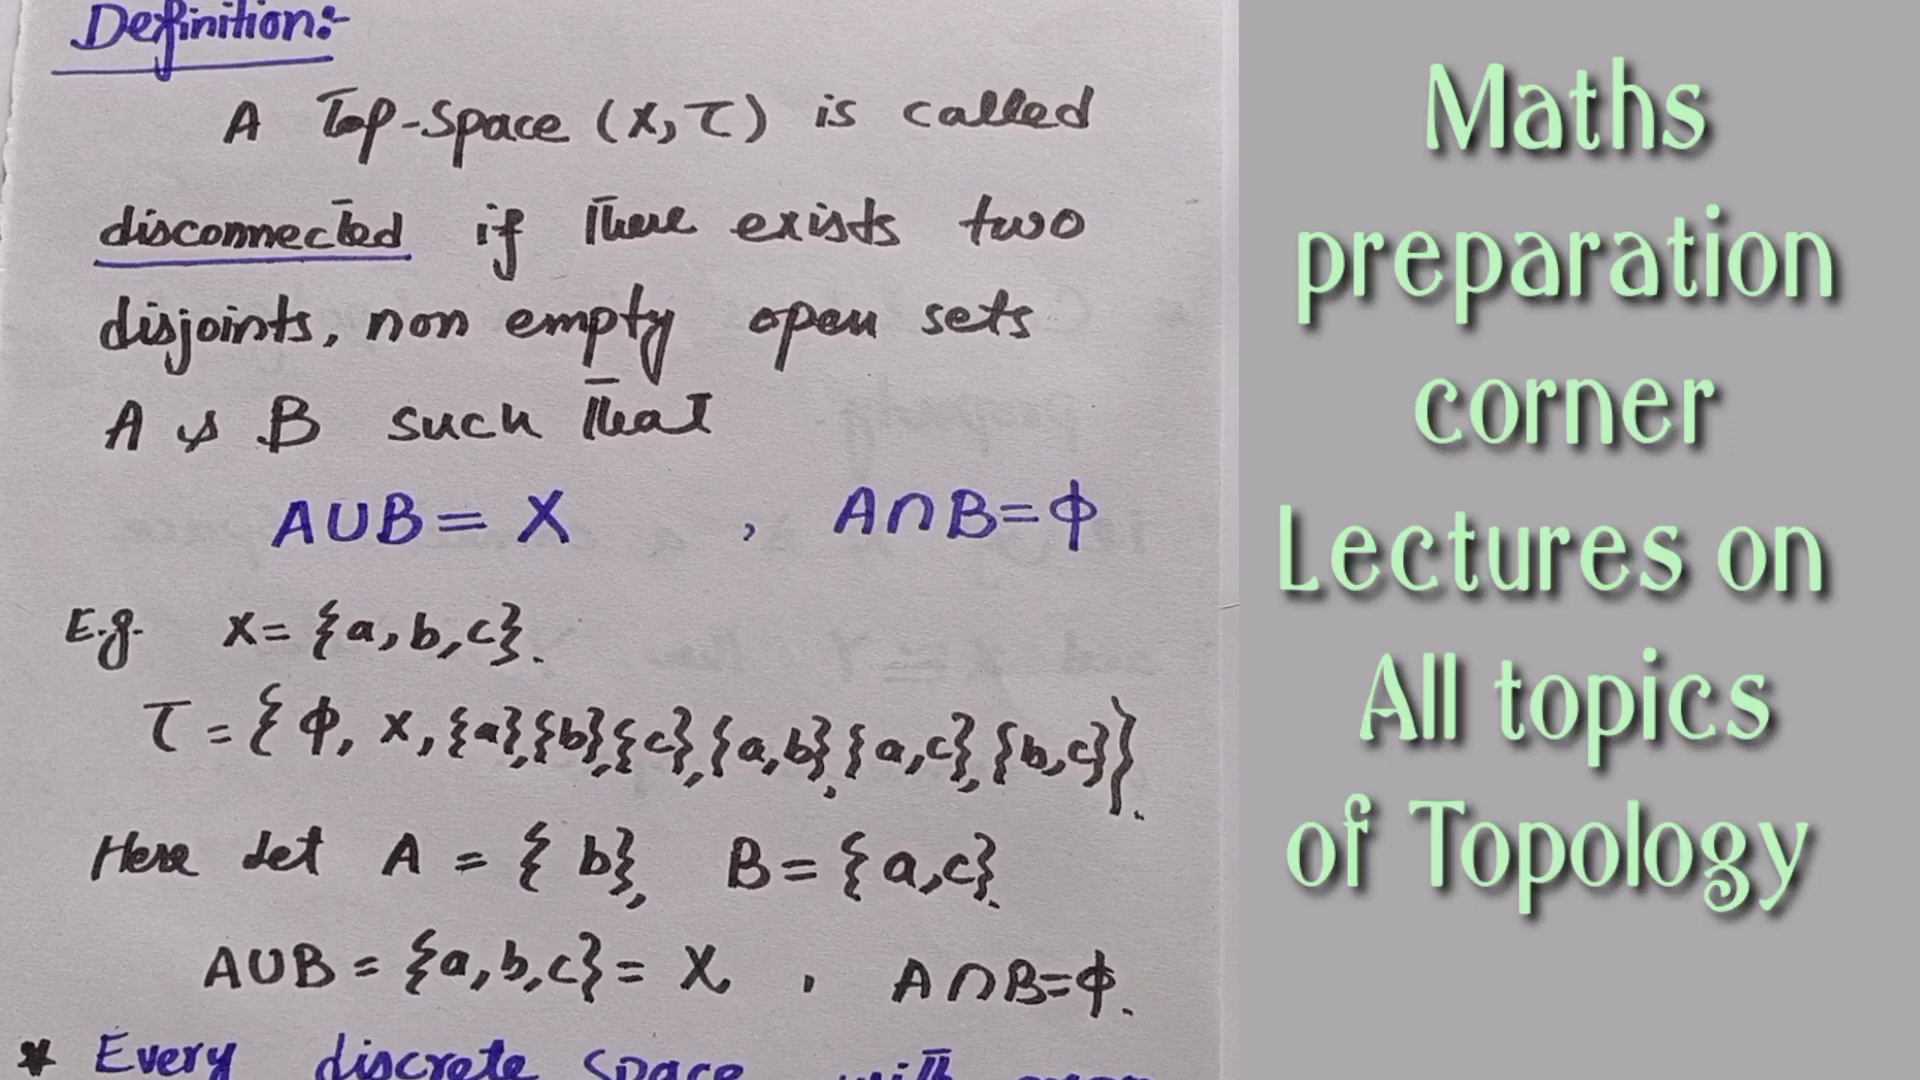 Definition:-
A Top-Space (X, τ) is called
disconnected if there exists two
disjoints, non empty open sets
A & B such that
A∪B = X , A∩B=ϕ
E.g. X= {a, b, c}.
τ = {ϕ, X, {a}, {b}, {c}, {a,b}, {a,c}, {b,c}}.
Here let A = {b}, B = {a,c}.
A∪B = {a,b,c} = X , A∩B=ϕ.
* Every discrete space with
Maths
preparation
corner
Lectures on
All topics
of Topology